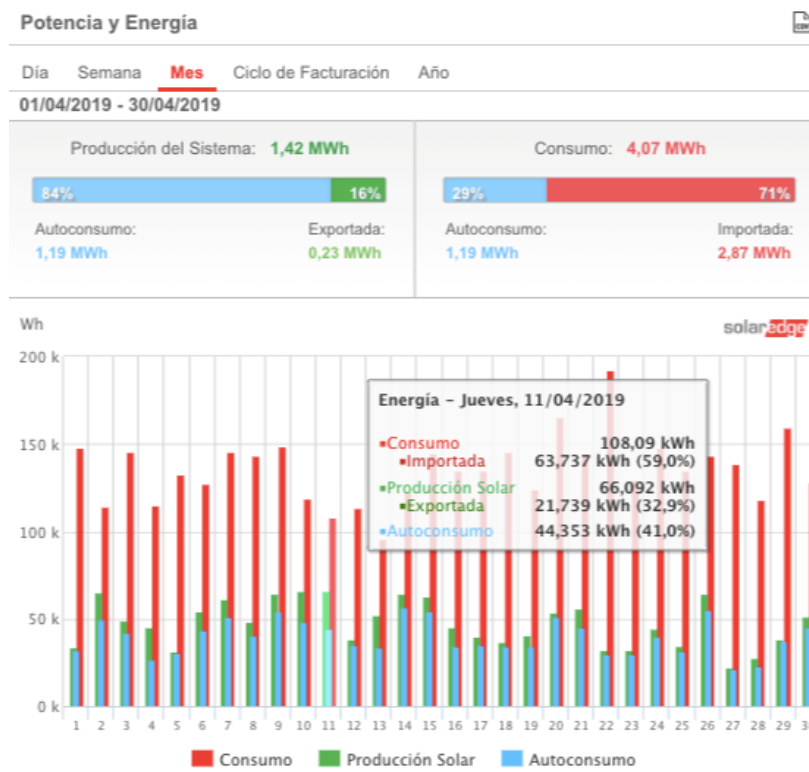 Potencia y Energía
Día Semana Mes Ciclo de Facturación Año
01/04/2019 - 30/04/2019
Producción del Sistema: 1,42 MWh
84% 16%
Autoconsumo: Exportada:
1,19 MWh 0,23 MWh
Consumo: 4,07 MWh
29% 71%
Autoconsumo: Importada:
1,19 MWh 2,87 MWh
Wh
solaredge
200 k
150 k
100 k
50 k
0 k
Energía – Jueves, 11/04/2019
Consumo 108,09 kWh
Importada 63,737 kWh (59,0%)
Producción Solar 66,092 kWh
Exportada 21,739 kWh (32,9%)
Autoconsumo 44,353 kWh (41,0%)
1 2 3 4 5 6 7 8 9 10 11 12 13 14 15 16 17 18 19 20 21 22 23 24 25 26 27 28 29
Consumo Producción Solar Autoconsumo